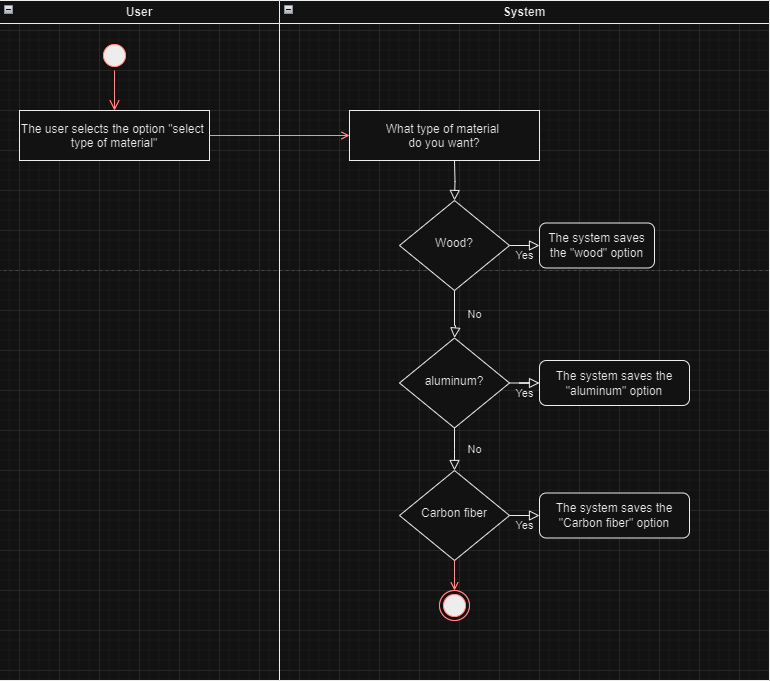 User
System
The user selects the option "select
type of material"
What type of material
do you want?
Wood?
Yes
The system saves
the "wood" option
No
aluminum?
Yes
The system saves the
"aluminum" option
No
Carbon fiber
Yes
The system saves the
"Carbon fiber" option